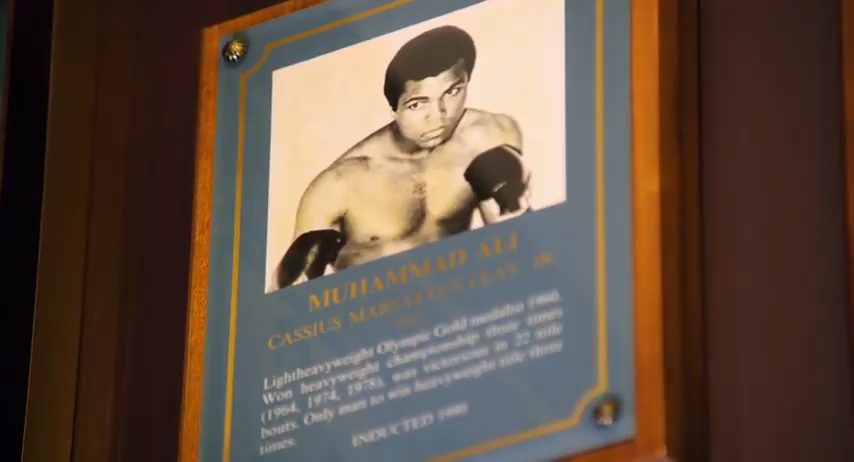 MUHAMMAD ALI
CASSIUS MARCELLUS CLAY, JR
Lightheavyweight Olympic Gold medalist 1960.
Won heavyweight championship three times
(1964, 1974, 1978), was victorious in 22 title
bouts. Only man to win heavyweight title three
times.
INDUCTED 1990